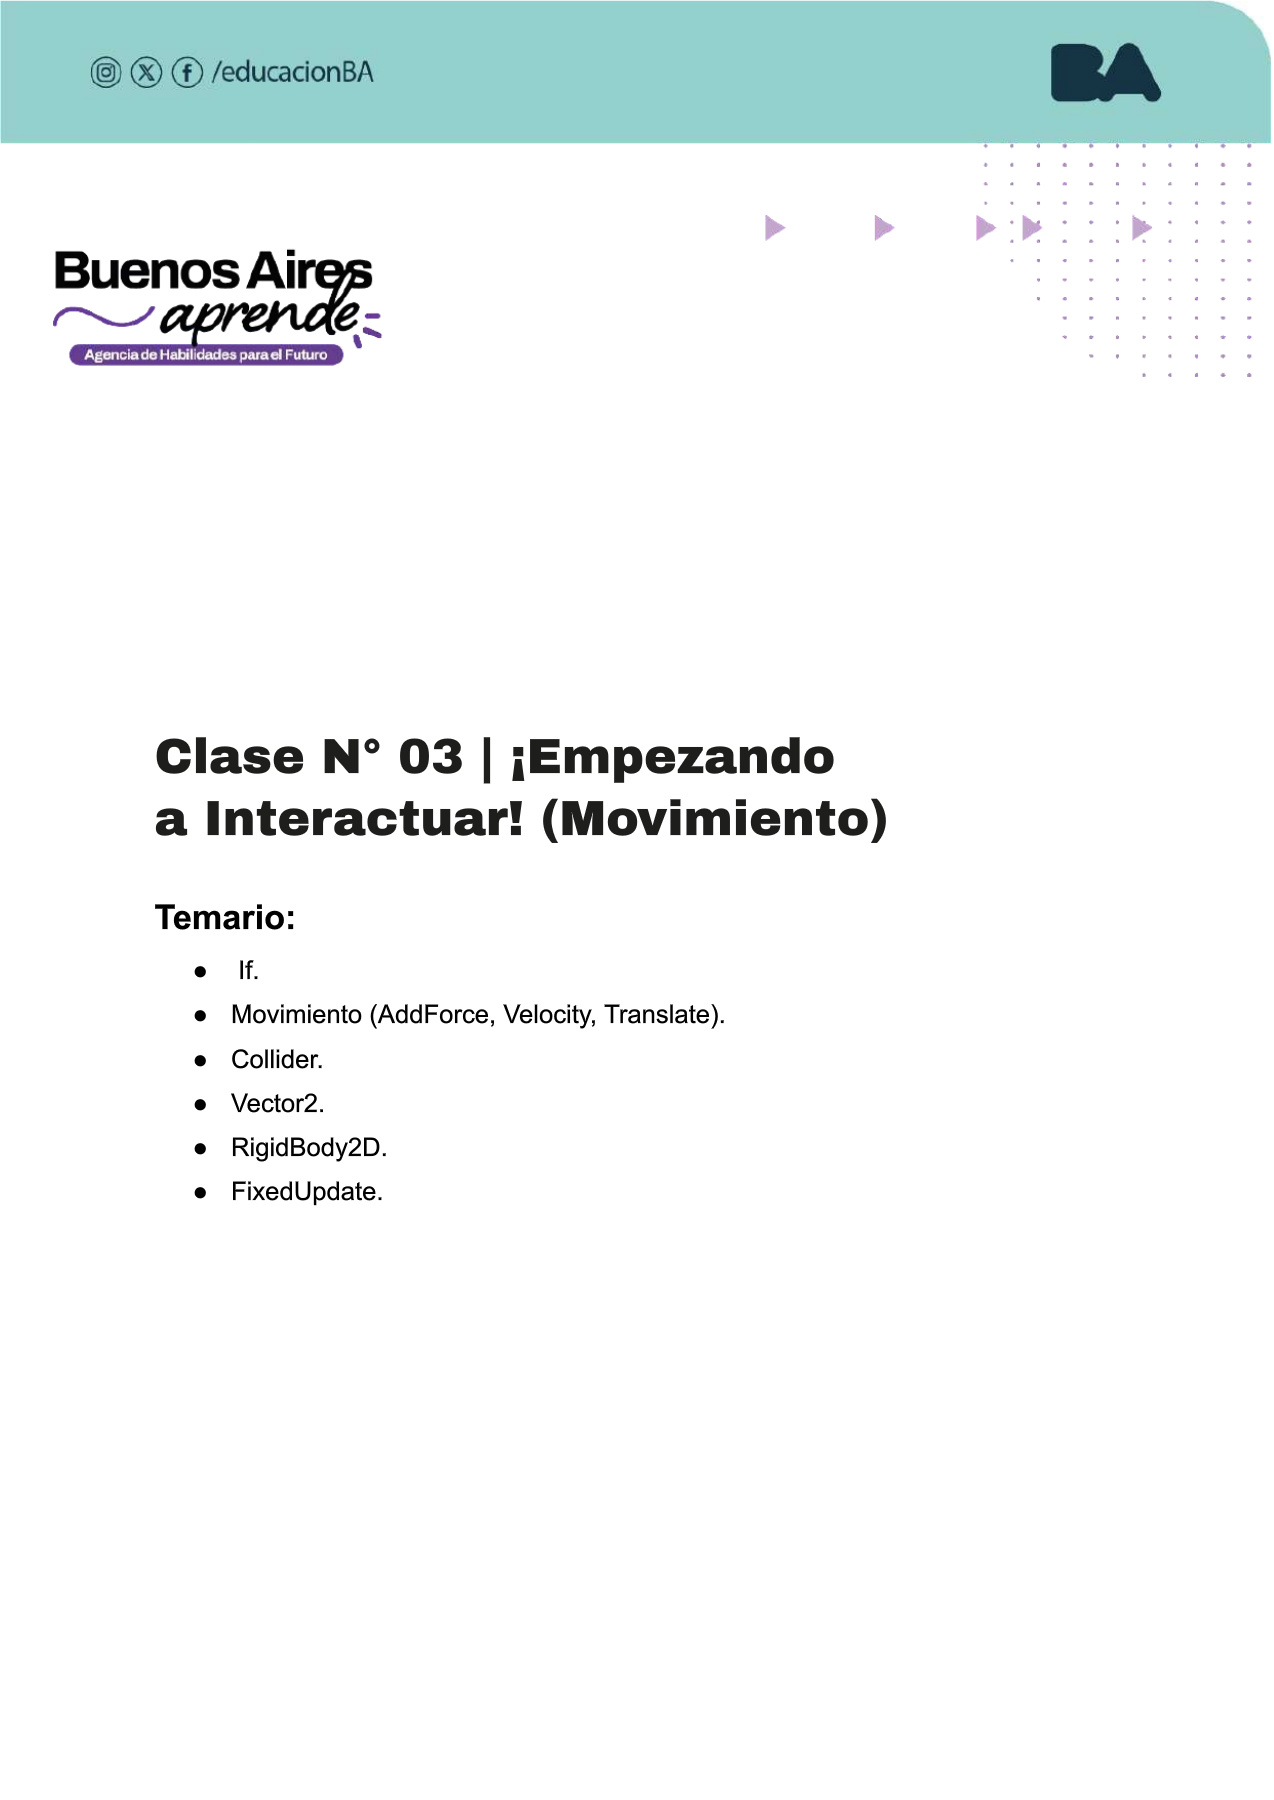 /educacionBA
BA
Buenos Aires
aprende
Agencia de Habilidades para el Futuro
Clase N° 03 | ¡Empezando
a Interactuar! (Movimiento)
Temario:
● If.
● Movimiento (AddForce, Velocity, Translate).
● Collider.
● Vector2.
● RigidBody2D.
● FixedUpdate.